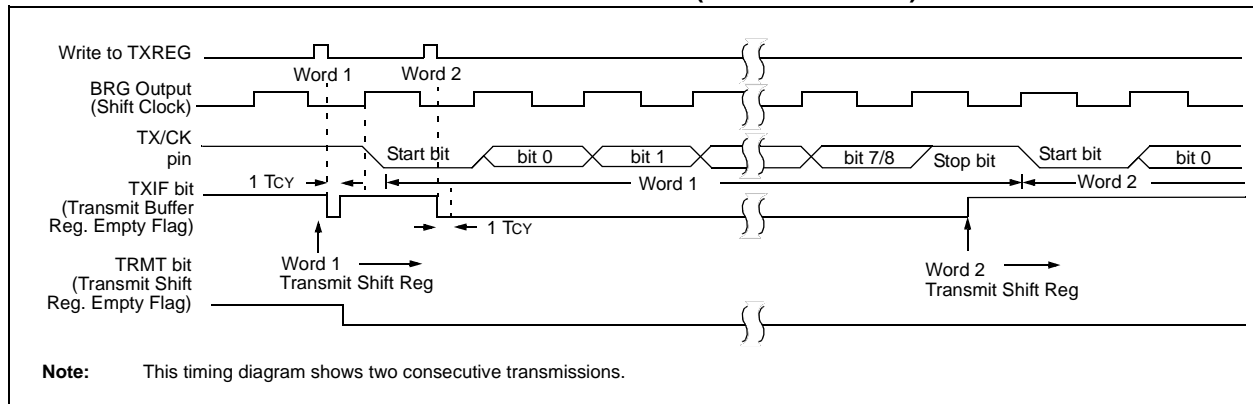 Write to TXREG
Word 1 Word 2
BRG Output
(Shift Clock)
TX/CK
pin
Start bit bit 0 bit 1 bit 7/8 Stop bit Start bit bit 0
1 TCY Word 1 Word 2
TXIF bit
(Transmit Buffer
Reg. Empty Flag)
1 TCY
Word 1
Transmit Shift Reg
Word 2
Transmit Shift Reg
TRMT bit
(Transmit Shift
Reg. Empty Flag)
Note: This timing diagram shows two consecutive transmissions.